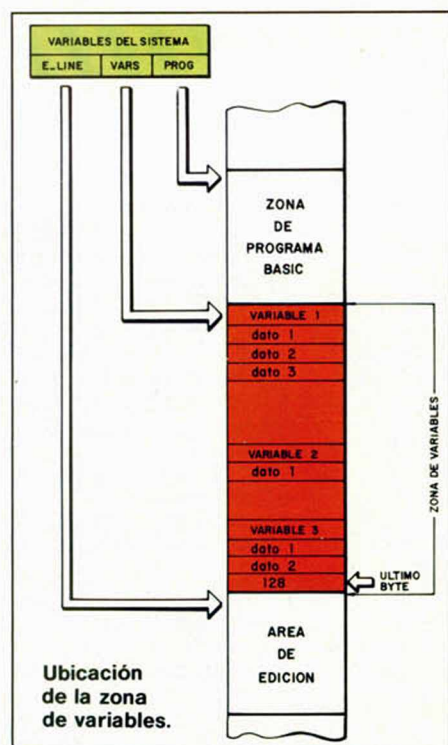 VARIABLES DEL SISTEMA
E_LINE VARS PROG
ZONA
DE
PROGRAMA
BASIC
VARIABLE 1
dato 1
dato 2
dato 3
VARIABLE 2
dato 1
VARIABLE 3
dato 1
dato 2
128
ULTIMO
BYTE
ZONA DE VARIABLES
AREA
DE
EDICION
Ubicación
de la zona
de variables.